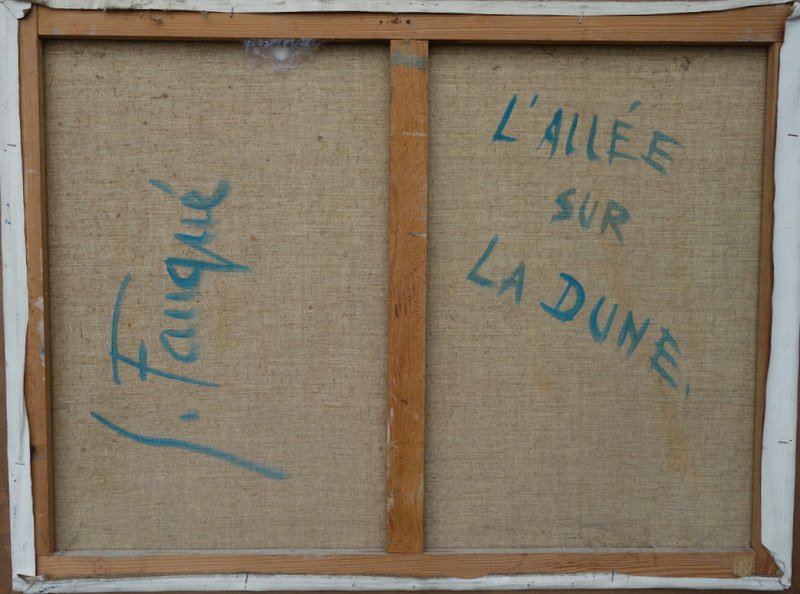 J. Fauqué
L'ALLÉE
SUR
LA DUNE.